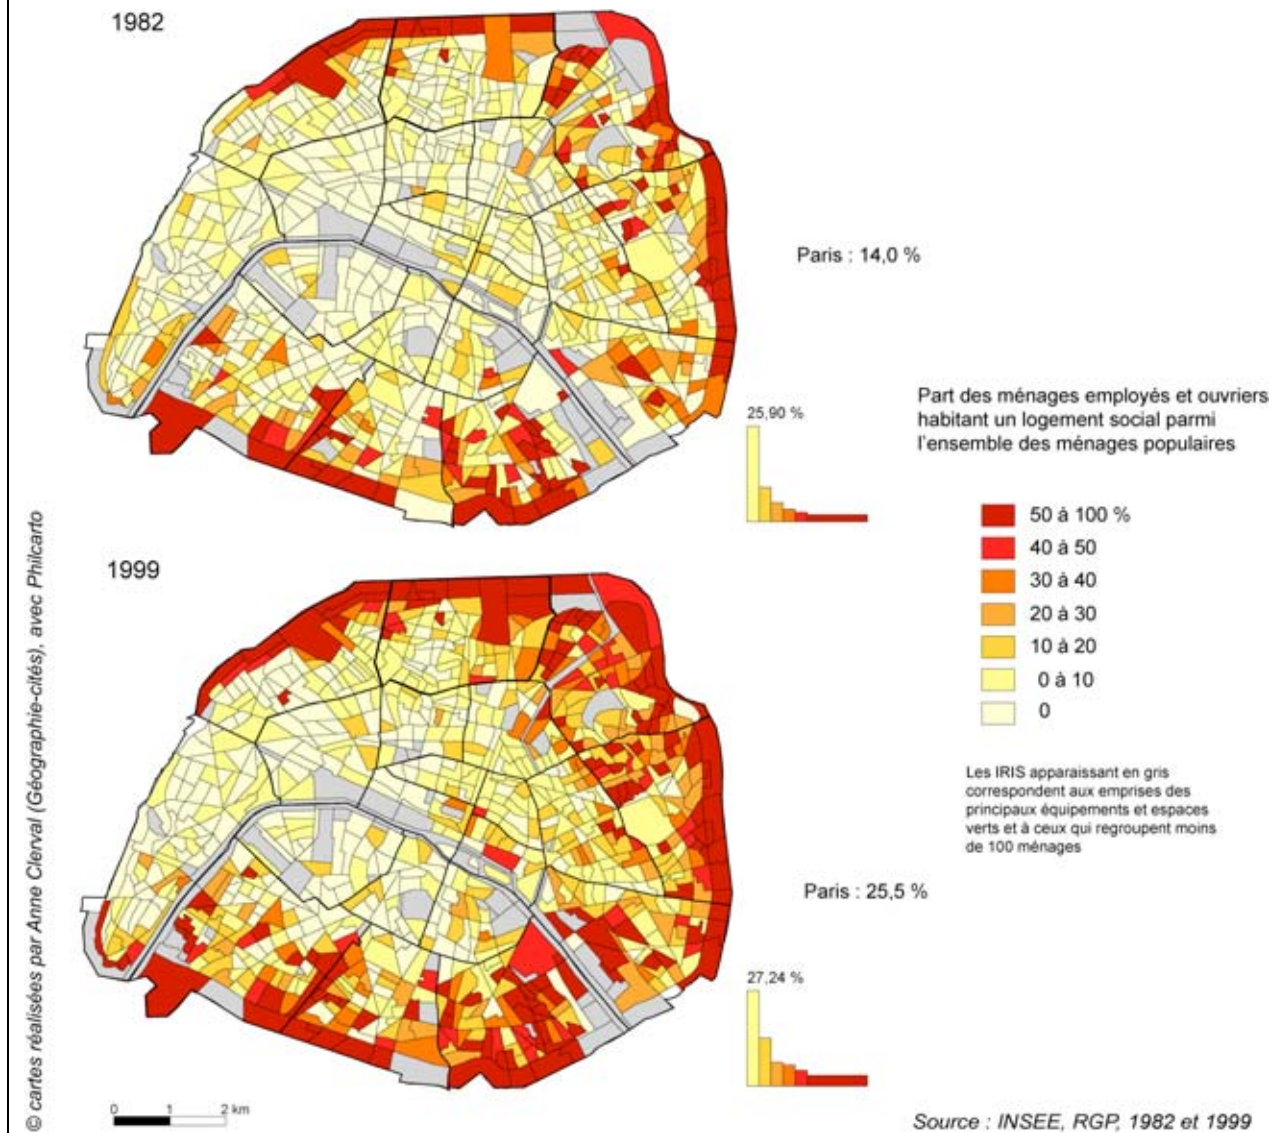 1982
Paris : 14,0 %
25,90 %
Part des ménages employés et ouvriers
habitant un logement social parmi
l'ensemble des ménages populaires
50 à 100 %
40 à 50
30 à 40
20 à 30
10 à 20
0 à 10
0
Les IRIS apparaissant en gris
correspondent aux emprises des
principaux équipements et espaces
verts et à ceux qui regroupent moins
de 100 ménages
1999
Paris : 25,5 %
27,24 %
0 1 2 km
© cartes réalisées par Anne Clerval (Géographie-cités), avec Philcarto
Source : INSEE, RGP, 1982 et 1999